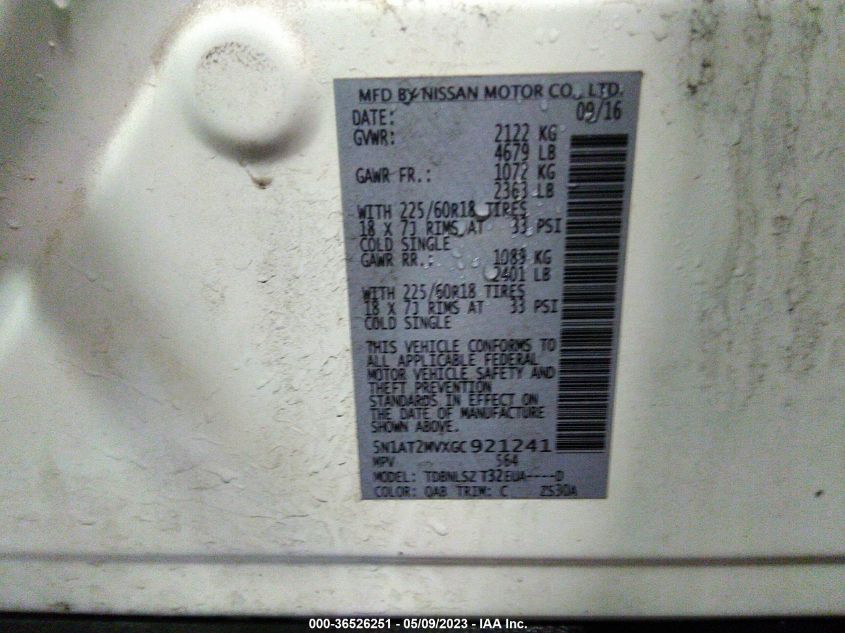 MFD BY NISSAN MOTOR CO., LTD.
DATE: 09/16
GVWR: 2122 KG
4679 LB
GAWR FR.: 1072 KG
2363 LB
WITH 225/60R18 TIRES
18 X 7J RIMS AT 33 PSI
COLD SINGLE
GAWR RR.: 1089 KG
2401 LB
WITH 225/60R18 TIRES
18 X 7J RIMS AT 33 PSI
COLD SINGLE
THIS VEHICLE CONFORMS TO
ALL APPLICABLE FEDERAL
MOTOR VEHICLE SAFETY AND
THEFT PREVENTION
STANDARDS IN EFFECT ON
THE DATE OF MANUFACTURE
SHOWN ABOVE.
5N1AT2MVXGC921241
MPV 564
MODEL: TDBNLSZ T32EUA----D
COLOR: QAB TRIM: C ZS30A
000-36526251 - 05/09/2023 - IAA Inc.